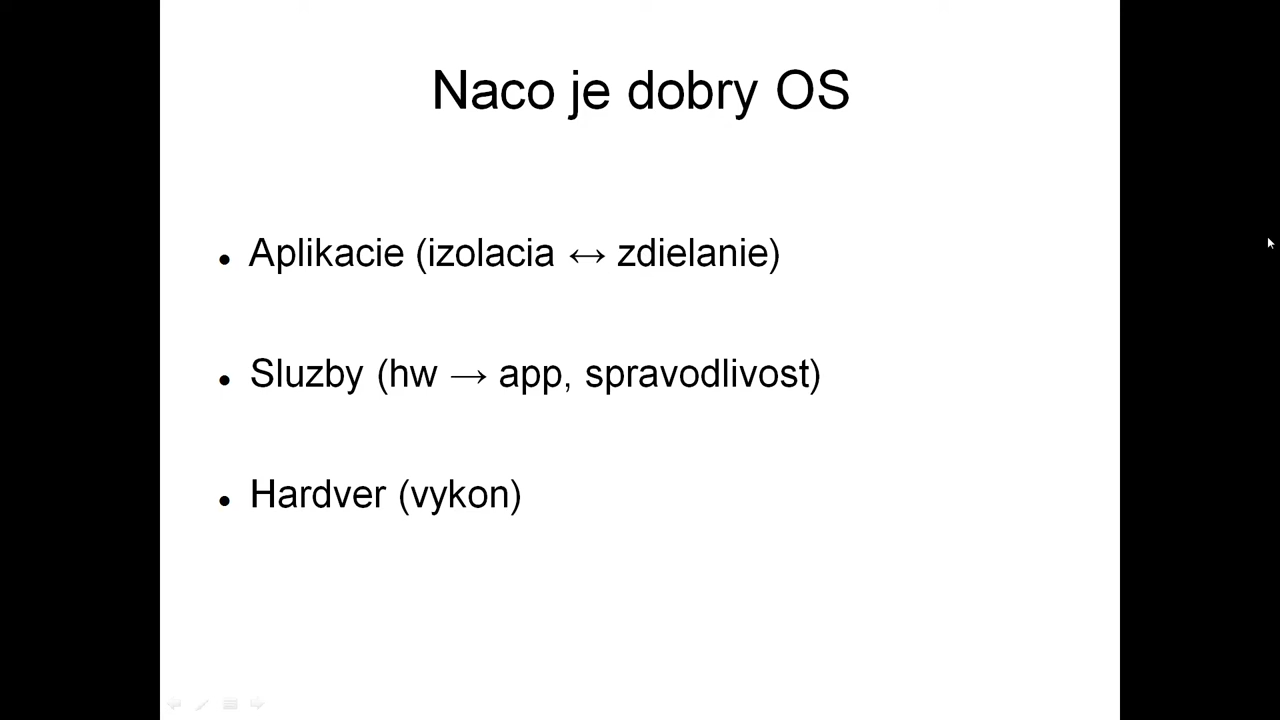 Naco je dobry OS
Aplikacie (izolacia ↔ zdielanie)
Sluzby (hw → app, spravodlivost)
Hardver (vykon)